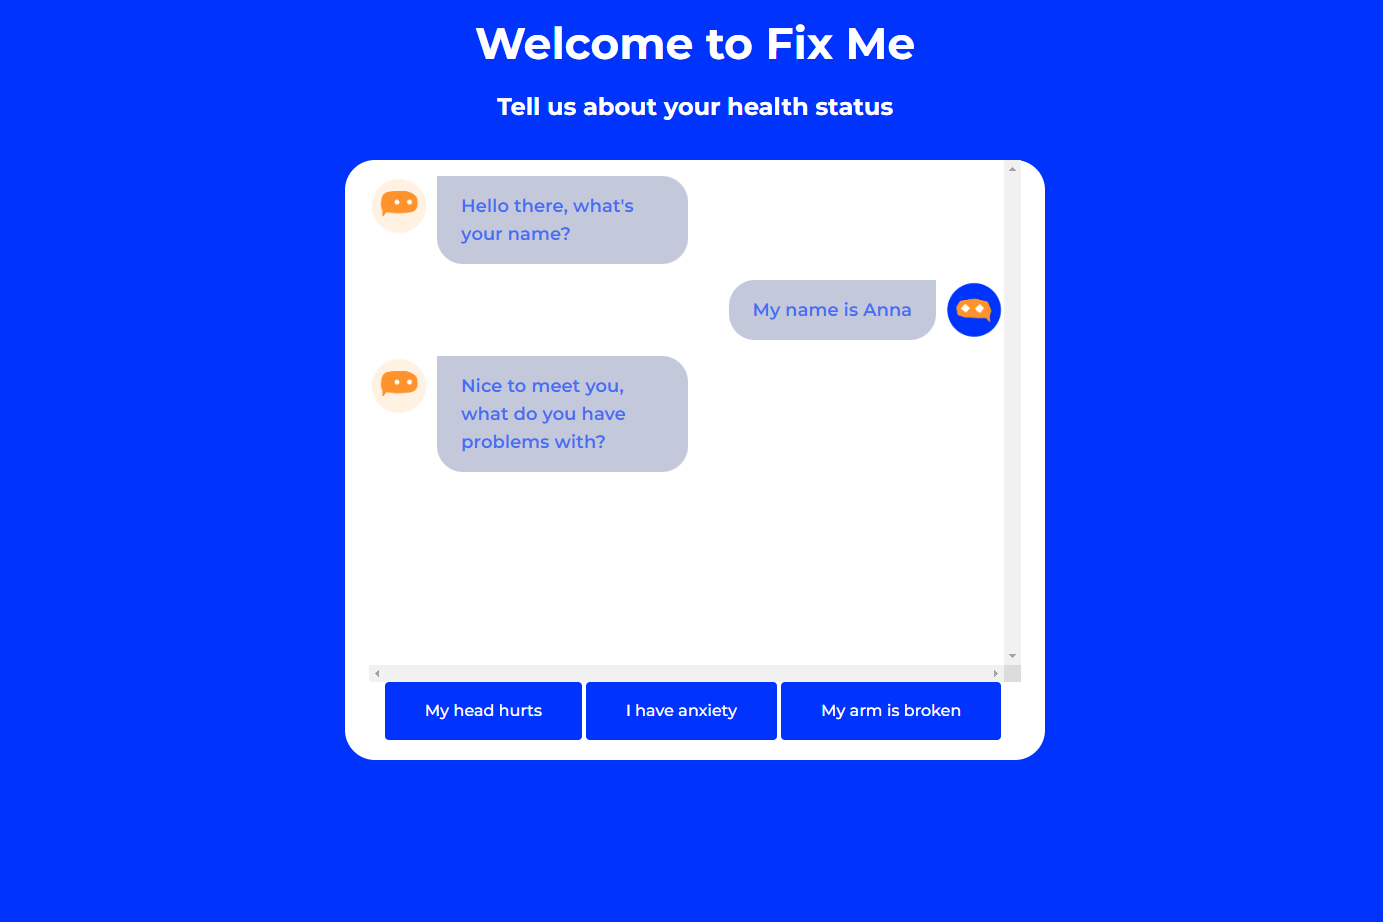 Welcome to Fix Me
Tell us about your health status
Hello there, what's
your name?
My name is Anna
Nice to meet you,
what do you have
problems with?
My head hurts
I have anxiety
My arm is broken